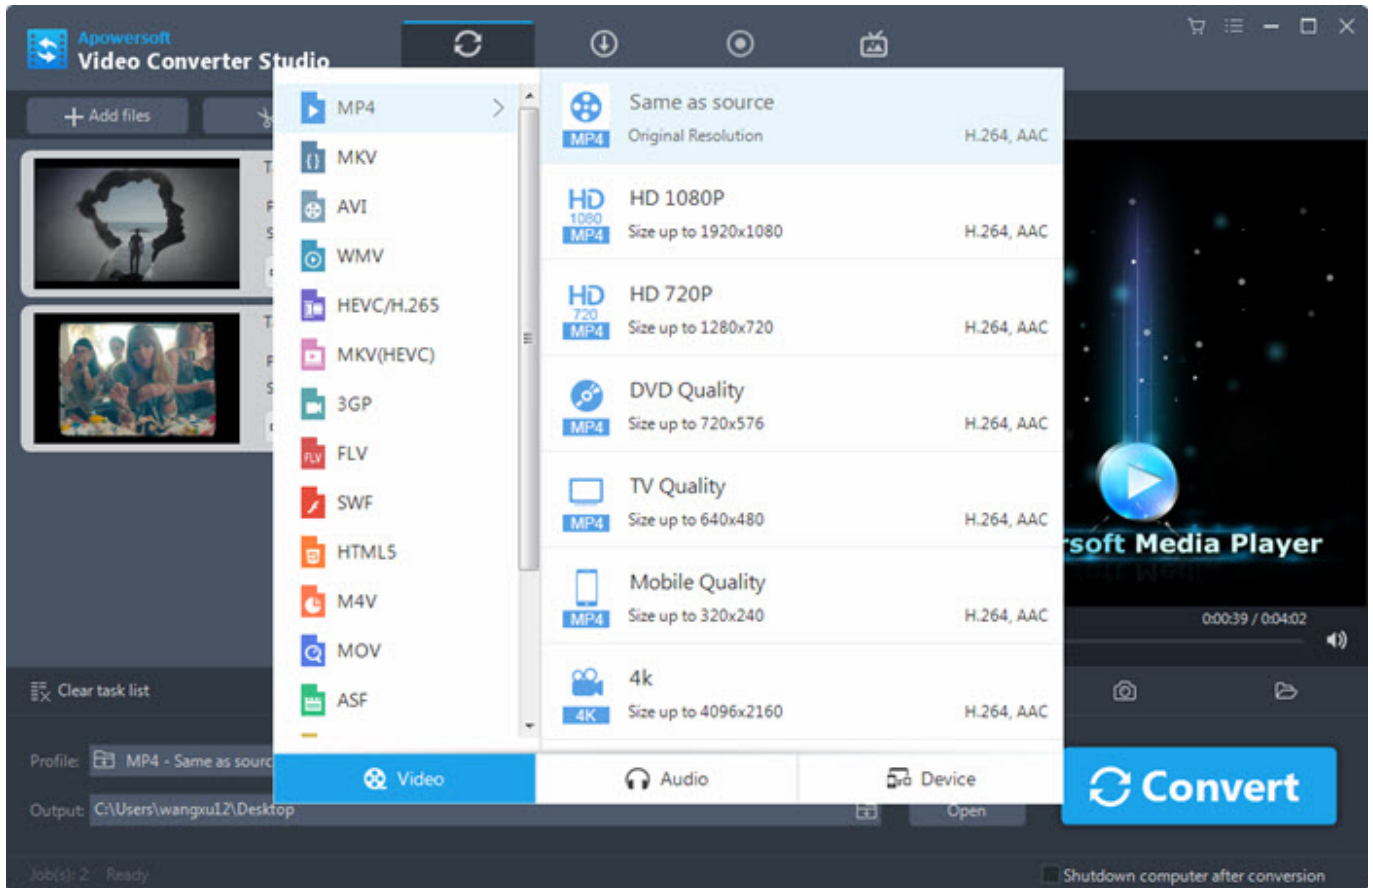 Apowersoft
Video Converter Studio
Add files
MP4
MKV
AVI
WMV
HEVC/H.265
MKV(HEVC)
3GP
FLV
SWF
HTML5
M4V
MOV
ASF
MP4
Same as source
Original Resolution
H.264, AAC
HD
1080
MP4
HD 1080P
Size up to 1920x1080
H.264, AAC
HD
720
MP4
HD 720P
Size up to 1280x720
H.264, AAC
MP4
DVD Quality
Size up to 720x576
H.264, AAC
MP4
TV Quality
Size up to 640x480
H.264, AAC
MP4
Mobile Quality
Size up to 320x240
H.264, AAC
4K
4k
Size up to 4096x2160
H.264, AAC
Video
Audio
Device
rsoft Media Player
0:00:39 / 0:04:02
Clear task list
Profile: MP4 - Same as sourc
Output: C:\Users\wangxu12\Desktop
Open
Convert
Job(s): 2 Ready
Shutdown computer after conversion